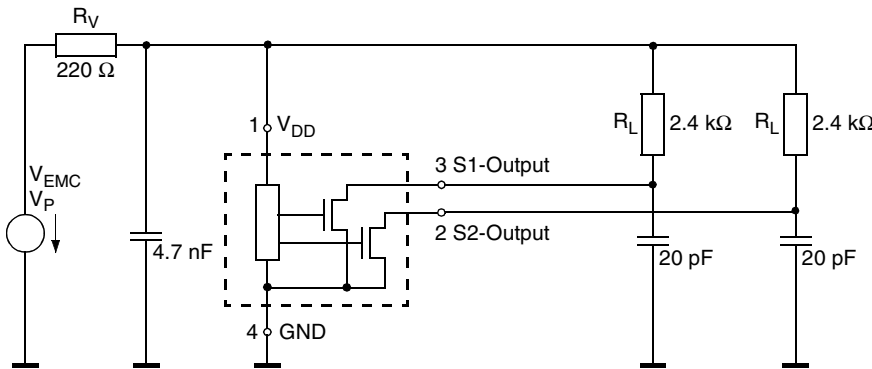 R_V
220 Ω
1 V_DD
R_L 2.4 kΩ R_L 2.4 kΩ
3 S1-Output
V_EMC
V_P
2 S2-Output
4.7 nF
20 pF 20 pF
4 GND